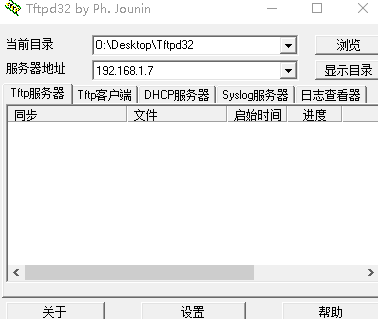 Tftpd32 by Ph. Jounin
当前目录 O:\Desktop\Tftpd32 浏览
服务器地址 192.168.1.7 显示目录
Tftp服务器 Tftp客户端 DHCP服务器 Syslog服务器 日志查看器
同步 文件 启始时间 进度
关于 设置 帮助